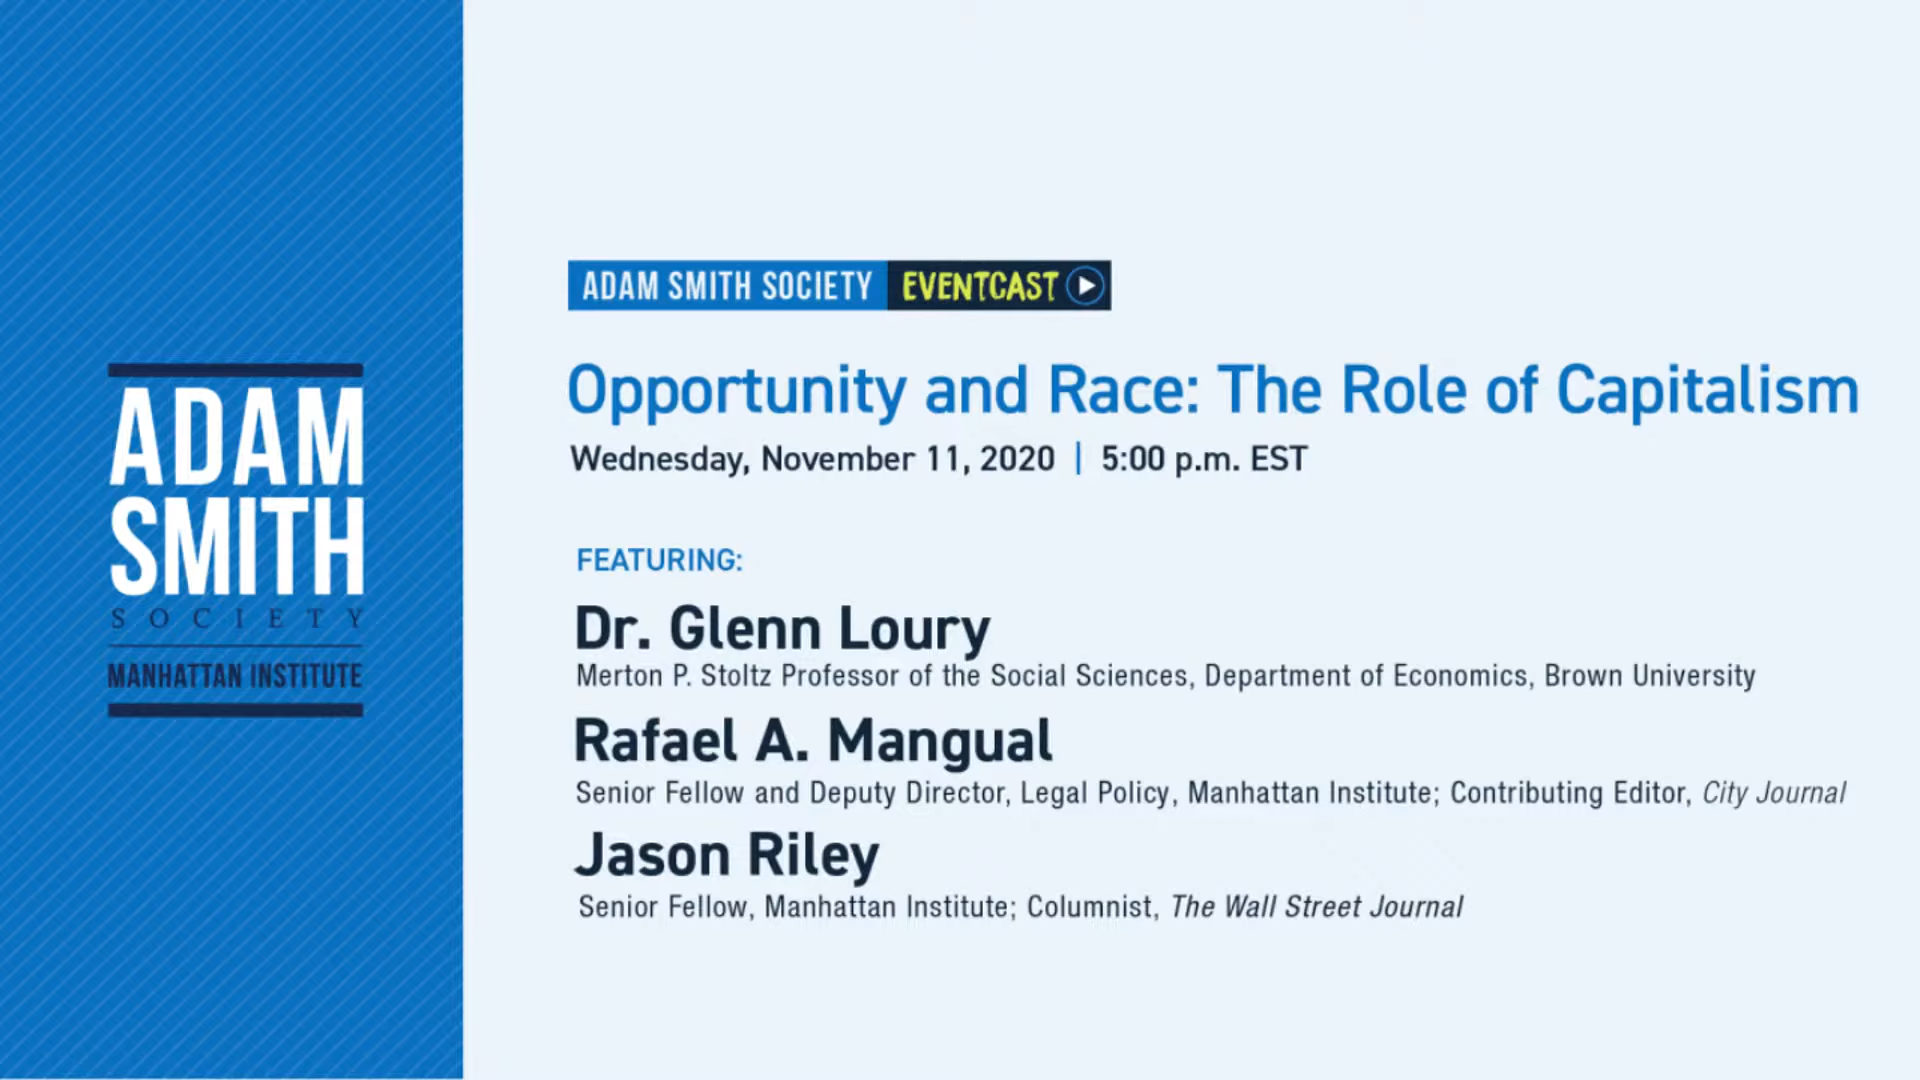 ADAM
SMITH
SOCIETY
MANHATTAN INSTITUTE
ADAM SMITH SOCIETY EVENTCAST
Opportunity and Race: The Role of Capitalism
Wednesday, November 11, 2020 | 5:00 p.m. EST
FEATURING:
Dr. Glenn Loury
Merton P. Stoltz Professor of the Social Sciences, Department of Economics, Brown University
Rafael A. Mangual
Senior Fellow and Deputy Director, Legal Policy, Manhattan Institute; Contributing Editor, City Journal
Jason Riley
Senior Fellow, Manhattan Institute; Columnist, The Wall Street Journal